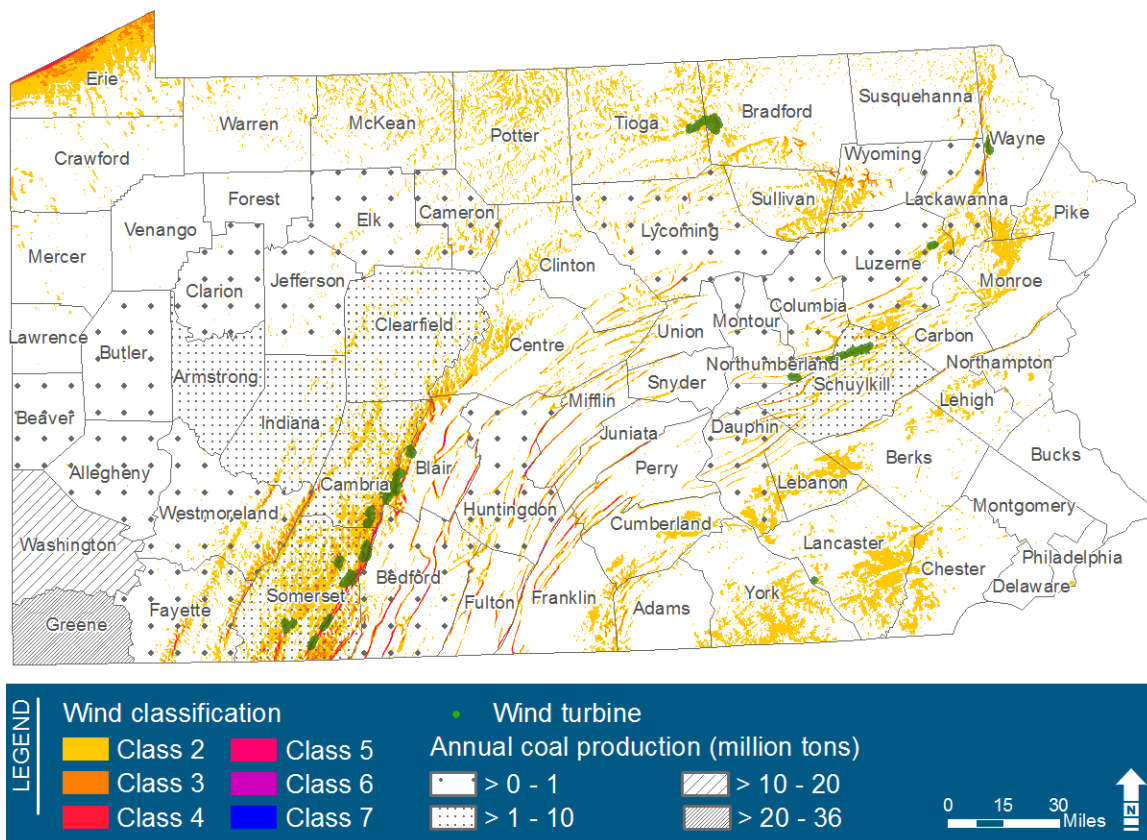 Erie
Warren
McKean
Potter
Tioga
Bradford
Susquehanna
Wayne
Crawford
Wyoming
Forest
Elk
Cameron
Sullivan
Lackawanna
Pike
Venango
Lycoming
Mercer
Luzerne
Clarion
Jefferson
Clinton
Monroe
Lawrence
Butler
Clearfield
Columbia
Montour
Union
Carbon
Centre
Armstrong
Northumberland
Northampton
Snyder
Schuylkill
Beaver
Mifflin
Lehigh
Indiana
Juniata
Dauphin
Allegheny
Blair
Cambria
Perry
Berks
Bucks
Lebanon
Westmoreland
Huntingdon
Montgomery
Cumberland
Washington
Lancaster
Philadelphia
Chester
Bedford
Delaware
Somerset
Fulton
Franklin
York
Fayette
Adams
Greene
LEGEND
Wind classification
Class 2
Class 3
Class 4
Class 5
Class 6
Class 7
Wind turbine
Annual coal production (million tons)
> 0 - 1
> 1 - 10
> 10 - 20
> 20 - 36
0 15 30
Miles
N